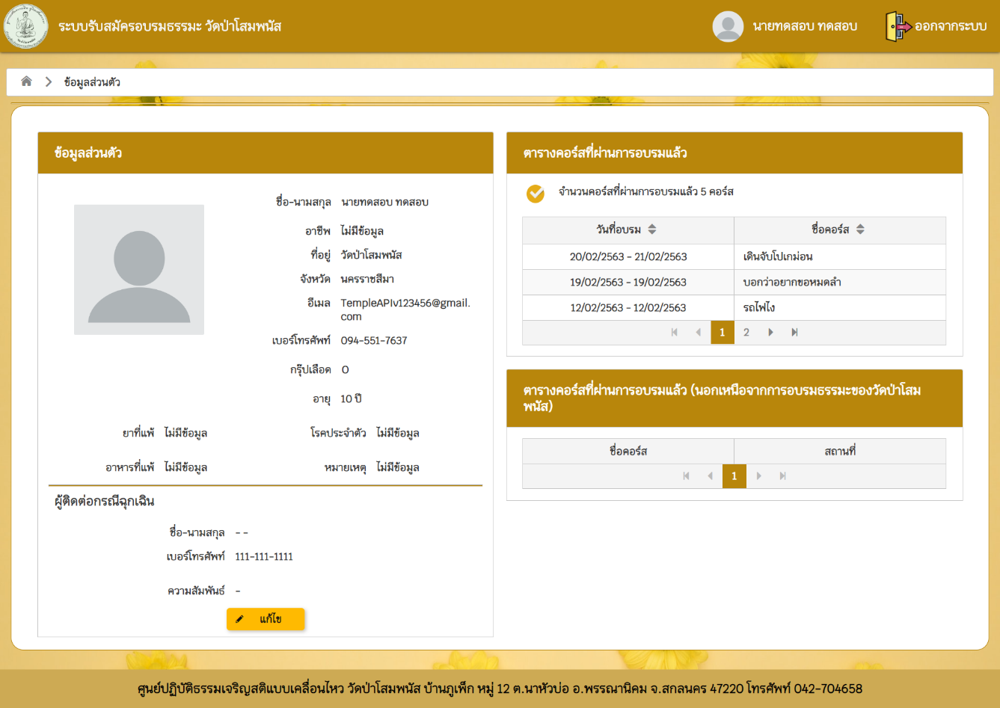 ระบบรับสมัครอบรมธรรมะ วัดป่าโสมพนัส
นายทดสอบ ทดสอบ
ออกจากระบบ
ข้อมูลส่วนตัว
ข้อมูลส่วนตัว
ชื่อ-นามสกุล นายทดสอบ ทดสอบ
อาชีพ ไม่มีข้อมูล
ที่อยู่ วัดป่าโสมพนัส
จังหวัด นครราชสีมา
อีเมล TempleAPIv123456@gmail.
com
เบอร์โทรศัพท์ 094-551-7637
กรุ๊ปเลือด O
อายุ 10 ปี
ยาที่แพ้ ไม่มีข้อมูล โรคประจำตัว ไม่มีข้อมูล
อาหารที่แพ้ ไม่มีข้อมูล หมายเหตุ ไม่มีข้อมูล
ผู้ติดต่อกรณีฉุกเฉิน
ชื่อ-นามสกุล - -
เบอร์โทรศัพท์ 111-111-1111
ความสัมพันธ์ -
แก้ไข
ตารางคอร์สที่ผ่านการอบรมแล้ว
จำนวนคอร์สที่ผ่านการอบรมแล้ว 5 คอร์ส
วันที่อบรม ชื่อคอร์ส
20/02/2563 - 21/02/2563 เดินจับโปเกม่อน
19/02/2563 - 19/02/2563 บอกว่าอยากขอหมดลำ
12/02/2563 - 12/02/2563 รถไฟไง
1 2
ตารางคอร์สที่ผ่านการอบรมแล้ว (นอกเหนือจากการอบรมธรรมะของวัดป่าโสม
พนัส)
ชื่อคอร์ส สถานที่
1
ศูนย์ปฏิบัติธรรมเจริญสติแบบเคลื่อนไหว วัดป่าโสมพนัส บ้านภูเพ็ก หมู่ 12 ต.นาหัวบ่อ อ.พรรณานิคม จ.สกลนคร 47220 โทรศัพท์ 042-704658